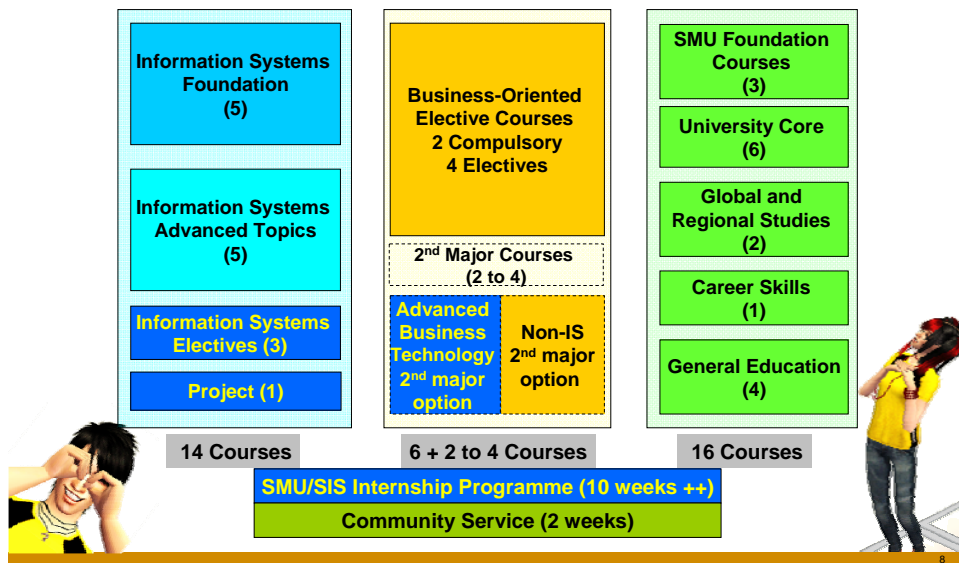 Information Systems
Foundation
(5)
Information Systems
Advanced Topics
(5)
Information Systems
Electives (3)
Project (1)
14 Courses
Business-Oriented
Elective Courses
2 Compulsory
4 Electives
2nd Major Courses
(2 to 4)
Advanced
Business
Technology
2nd major
option
Non-IS
2nd major
option
6 + 2 to 4 Courses
SMU Foundation
Courses
(3)
University Core
(6)
Global and
Regional Studies
(2)
Career Skills
(1)
General Education
(4)
16 Courses
SMU/SIS Internship Programme (10 weeks ++)
Community Service (2 weeks)
8